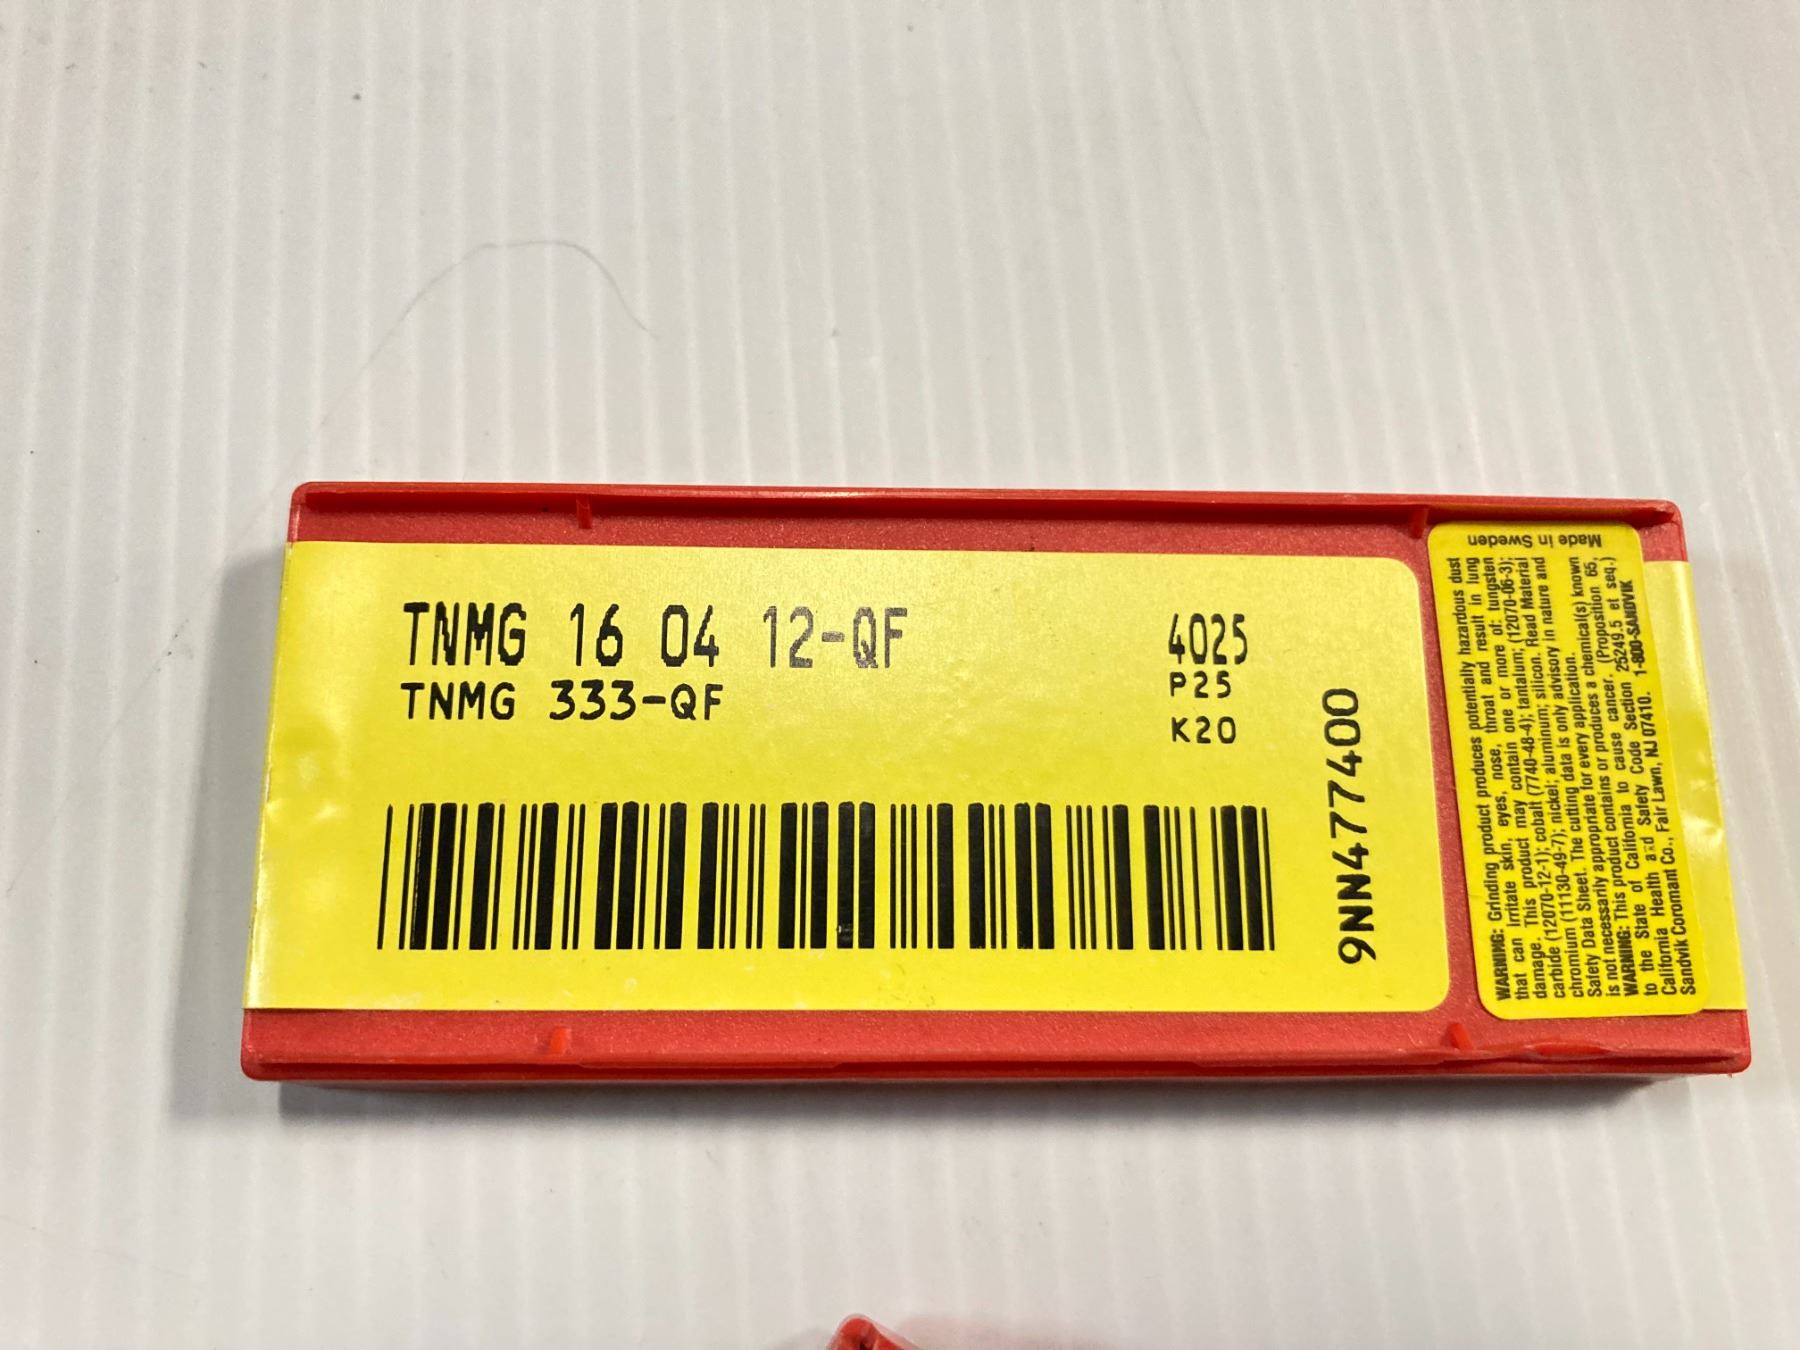 TNMG 16 04 12-QF
TNMG 333-QF
4025
P25
K20
9NN477400
Made in Sweden
WARNING: Grinding product produces potentially hazardous dust
that can irritate skin, eyes, nose, throat and result in lung
damage. This product may contain one or more of: tungsten
carbide (12070-12-1); cobalt (7740-48-4); tantalum; (12070-06-3);
chromium (11130-49-7); nickel; aluminum; silicon. Read Material
Safety Data Sheet. The cutting data is only advisory in nature and
is not necessarily appropriate for every application.
WARNING: This product contains or produces a chemical(s) known
to the State of California to cause cancer. (Proposition 65,
California Health and Safety Code Section 25249.5 et seq.)
Sandvik Coromant Co., Fair Lawn, NJ 07410. 1-800-SANDVIK